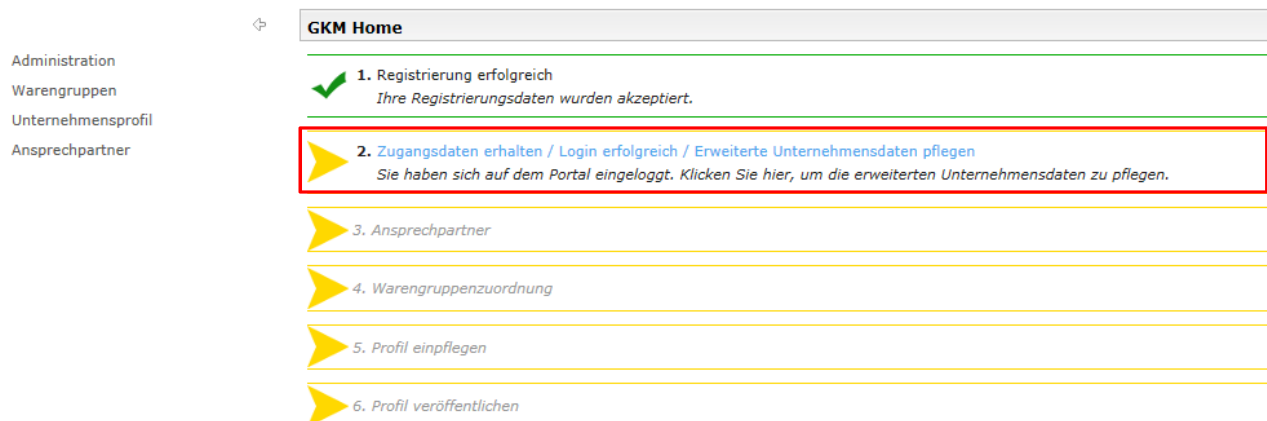 GKM Home
Administration
Warengruppen
Unternehmensprofil
Ansprechpartner
1. Registrierung erfolgreich
Ihre Registrierungsdaten wurden akzeptiert.
2. Zugangsdaten erhalten / Login erfolgreich / Erweiterte Unternehmensdaten pflegen
Sie haben sich auf dem Portal eingeloggt. Klicken Sie hier, um die erweiterten Unternehmensdaten zu pflegen.
3. Ansprechpartner
4. Warengruppenzuordnung
5. Profil einpflegen
6. Profil veröffentlichen